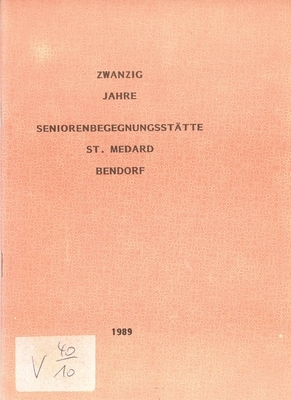 ZWANZIG
JAHRE
SENIORENBEGEGNUNGSSTÄTTE
ST. MEDARD
BENDORF
1989
V 40/10